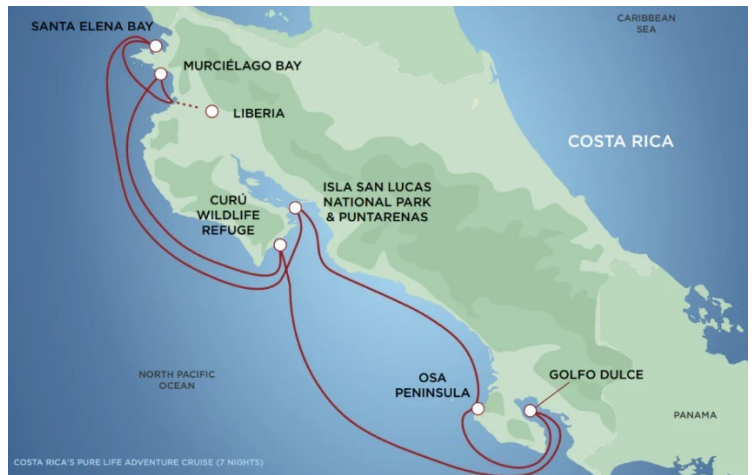 SANTA ELENA BAY
CARIBBEAN
SEA
MURCIÉLAGO BAY
LIBERIA
COSTA RICA
ISLA SAN LUCAS
NATIONAL PARK
& PUNTARENAS
CURÚ
WILDLIFE
REFUGE
NORTH PACIFIC
OCEAN
OSA
PENINSULA
GOLFO DULCE
PANAMA
COSTA RICA'S PURE LIFE ADVENTURE CRUISE (7 NIGHTS)